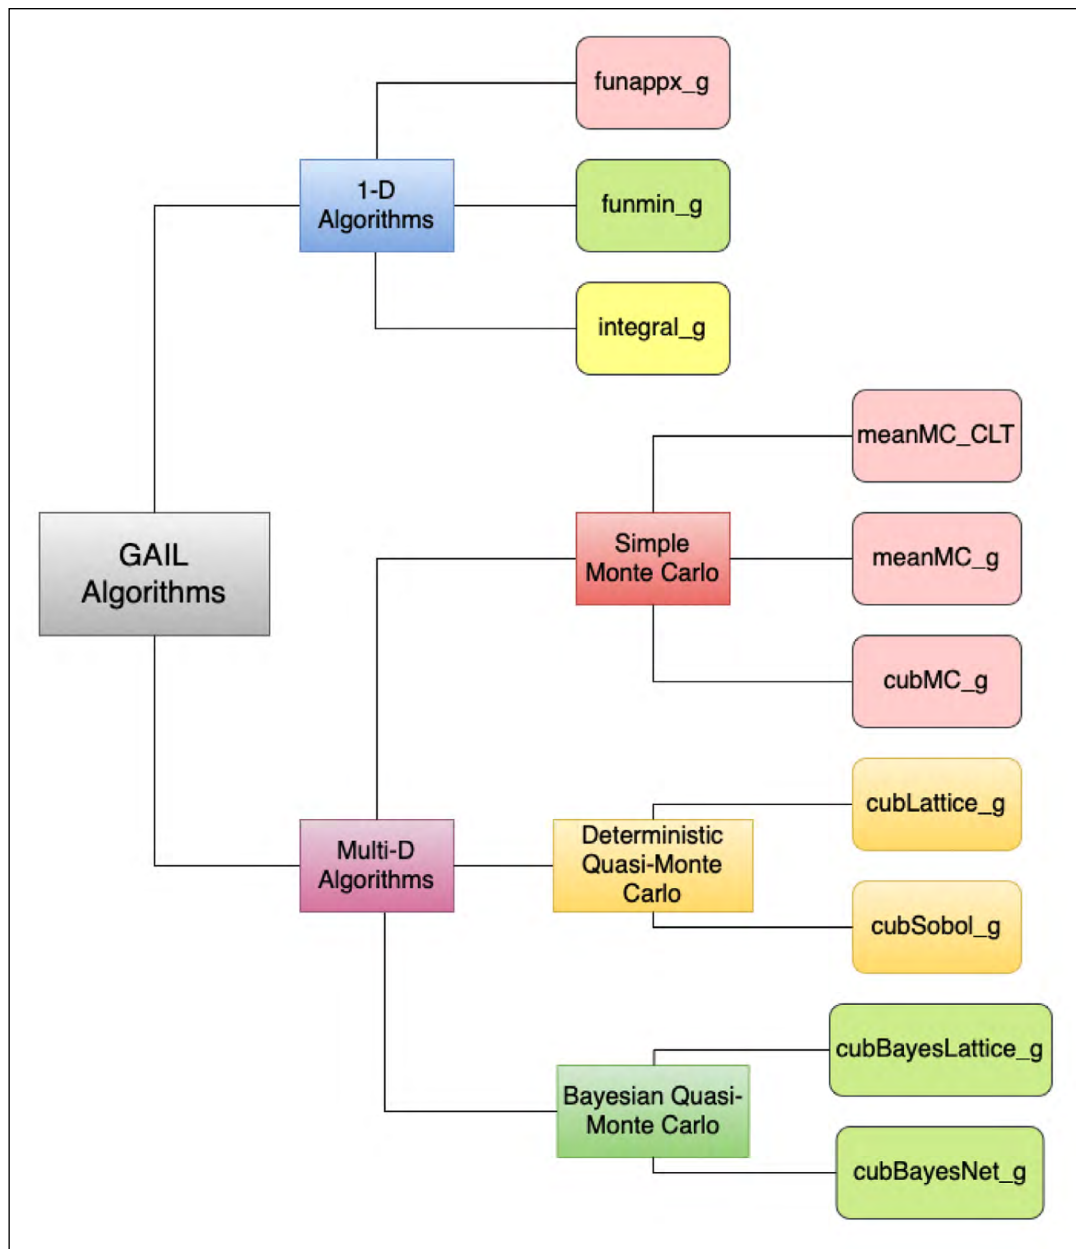 funappx_g
1-D
Algorithms
funmin_g
integral_g
meanMC_CLT
GAIL
Algorithms
Simple
Monte Carlo
meanMC_g
cubMC_g
Multi-D
Algorithms
Deterministic
Quasi-Monte
Carlo
cubLattice_g
cubSobol_g
Bayesian Quasi-
Monte Carlo
cubBayesLattice_g
cubBayesNet_g